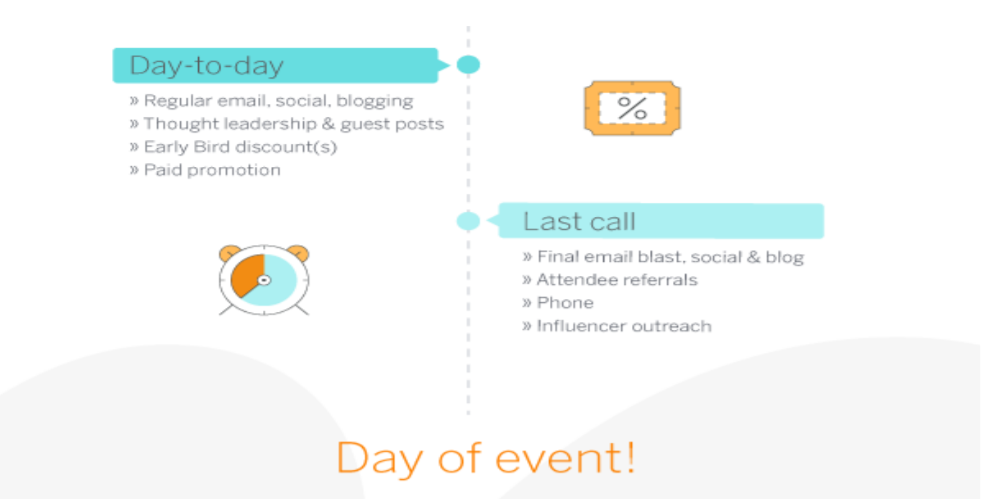 Day-to-day
» Regular email, social, blogging
» Thought leadership & guest posts
» Early Bird discount(s)
» Paid promotion
%
Last call
» Final email blast, social & blog
» Attendee referrals
» Phone
» Influencer outreach
Day of event!